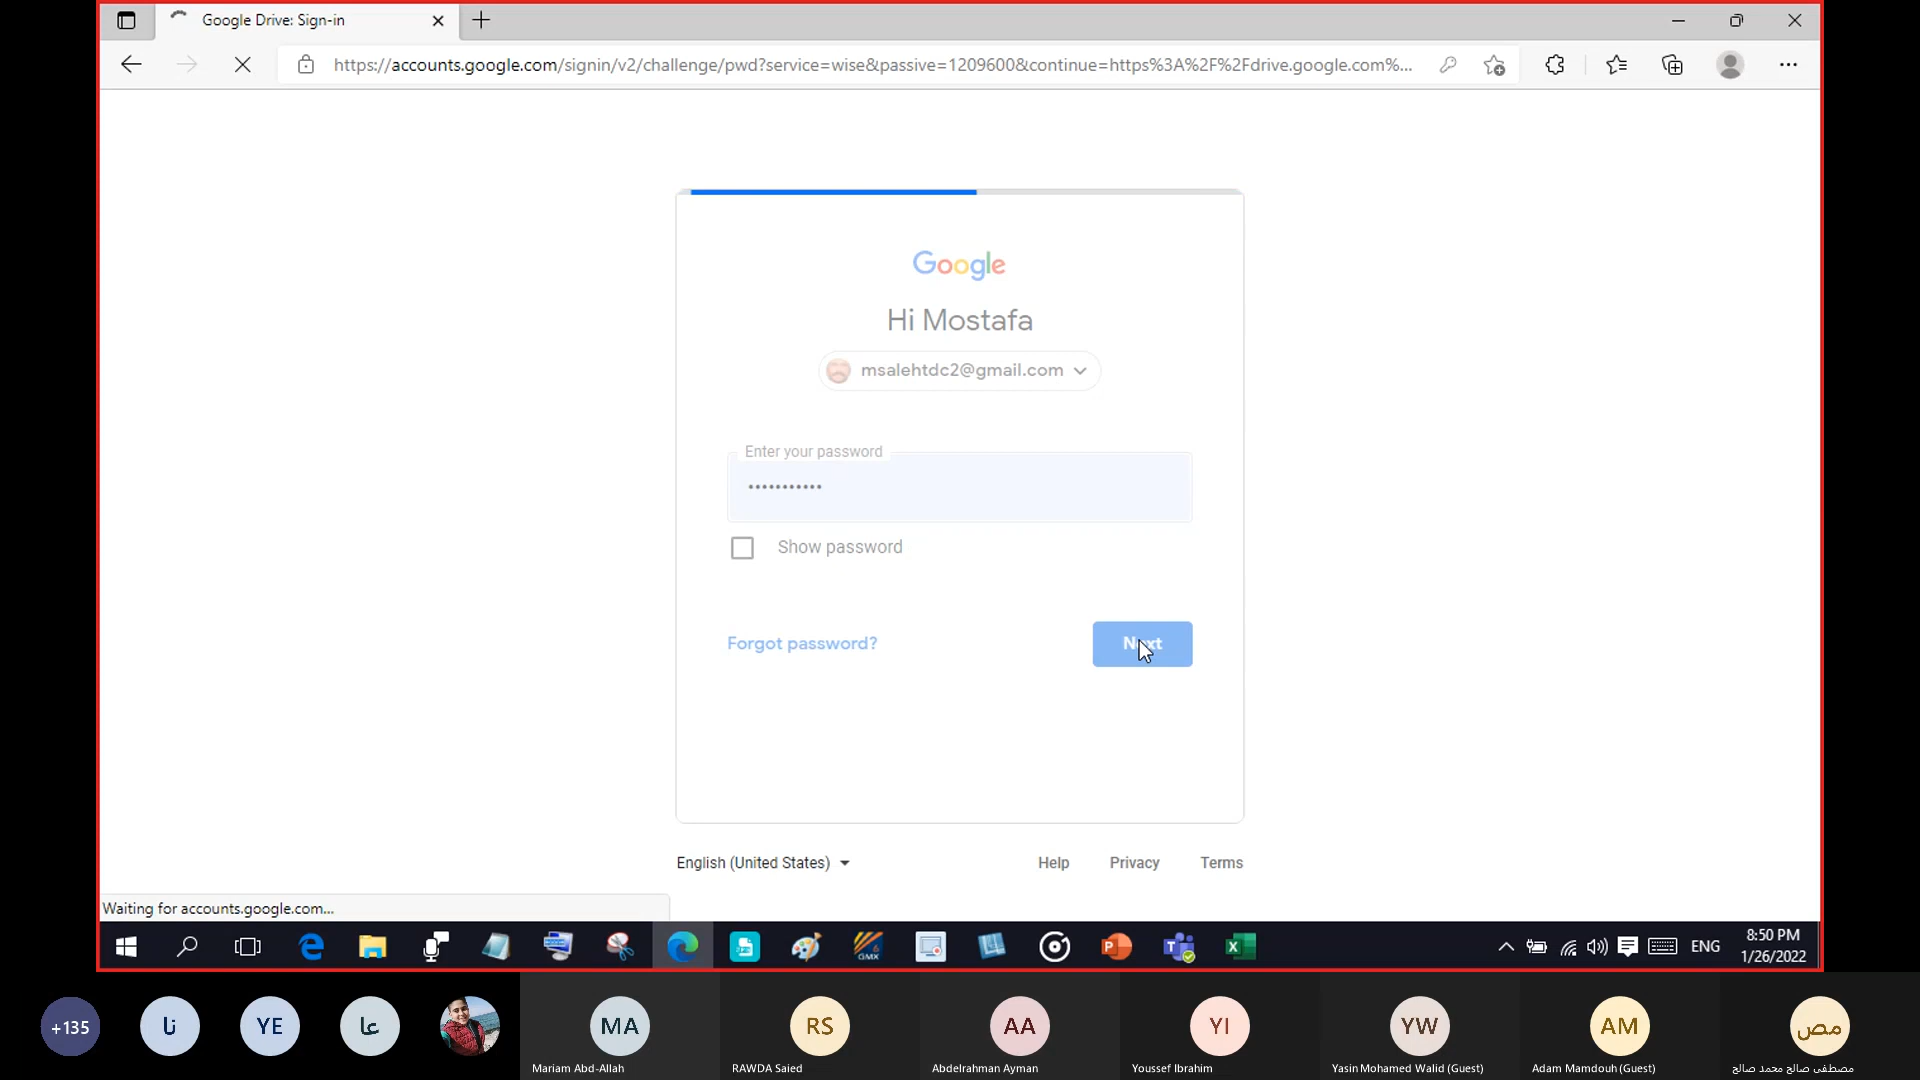 Google Drive: Sign-in
https://accounts.google.com/signin/v2/challenge/pwd?service=wise&passive=1209600&continue=https%3A%2F%2Fdrive.google.com%...
Google
Hi Mostafa
msalehtdc2@gmail.com
Enter your password
•••••••••••
Show password
Forgot password?
Next
English (United States)
Help
Privacy
Terms
Waiting for accounts.google.com...
GMX
ENG
8:50 PM
1/26/2022
+135
نا
YE
عا
MA
RS
AA
YI
YW
AM
مص
Mariam Abd-Allah
RAWDA Saied
Abdelrahman Ayman
Youssef Ibrahim
Yasin Mohamed Walid (Guest)
Adam Mamdouh (Guest)
مصطفى صالح محمد صالح